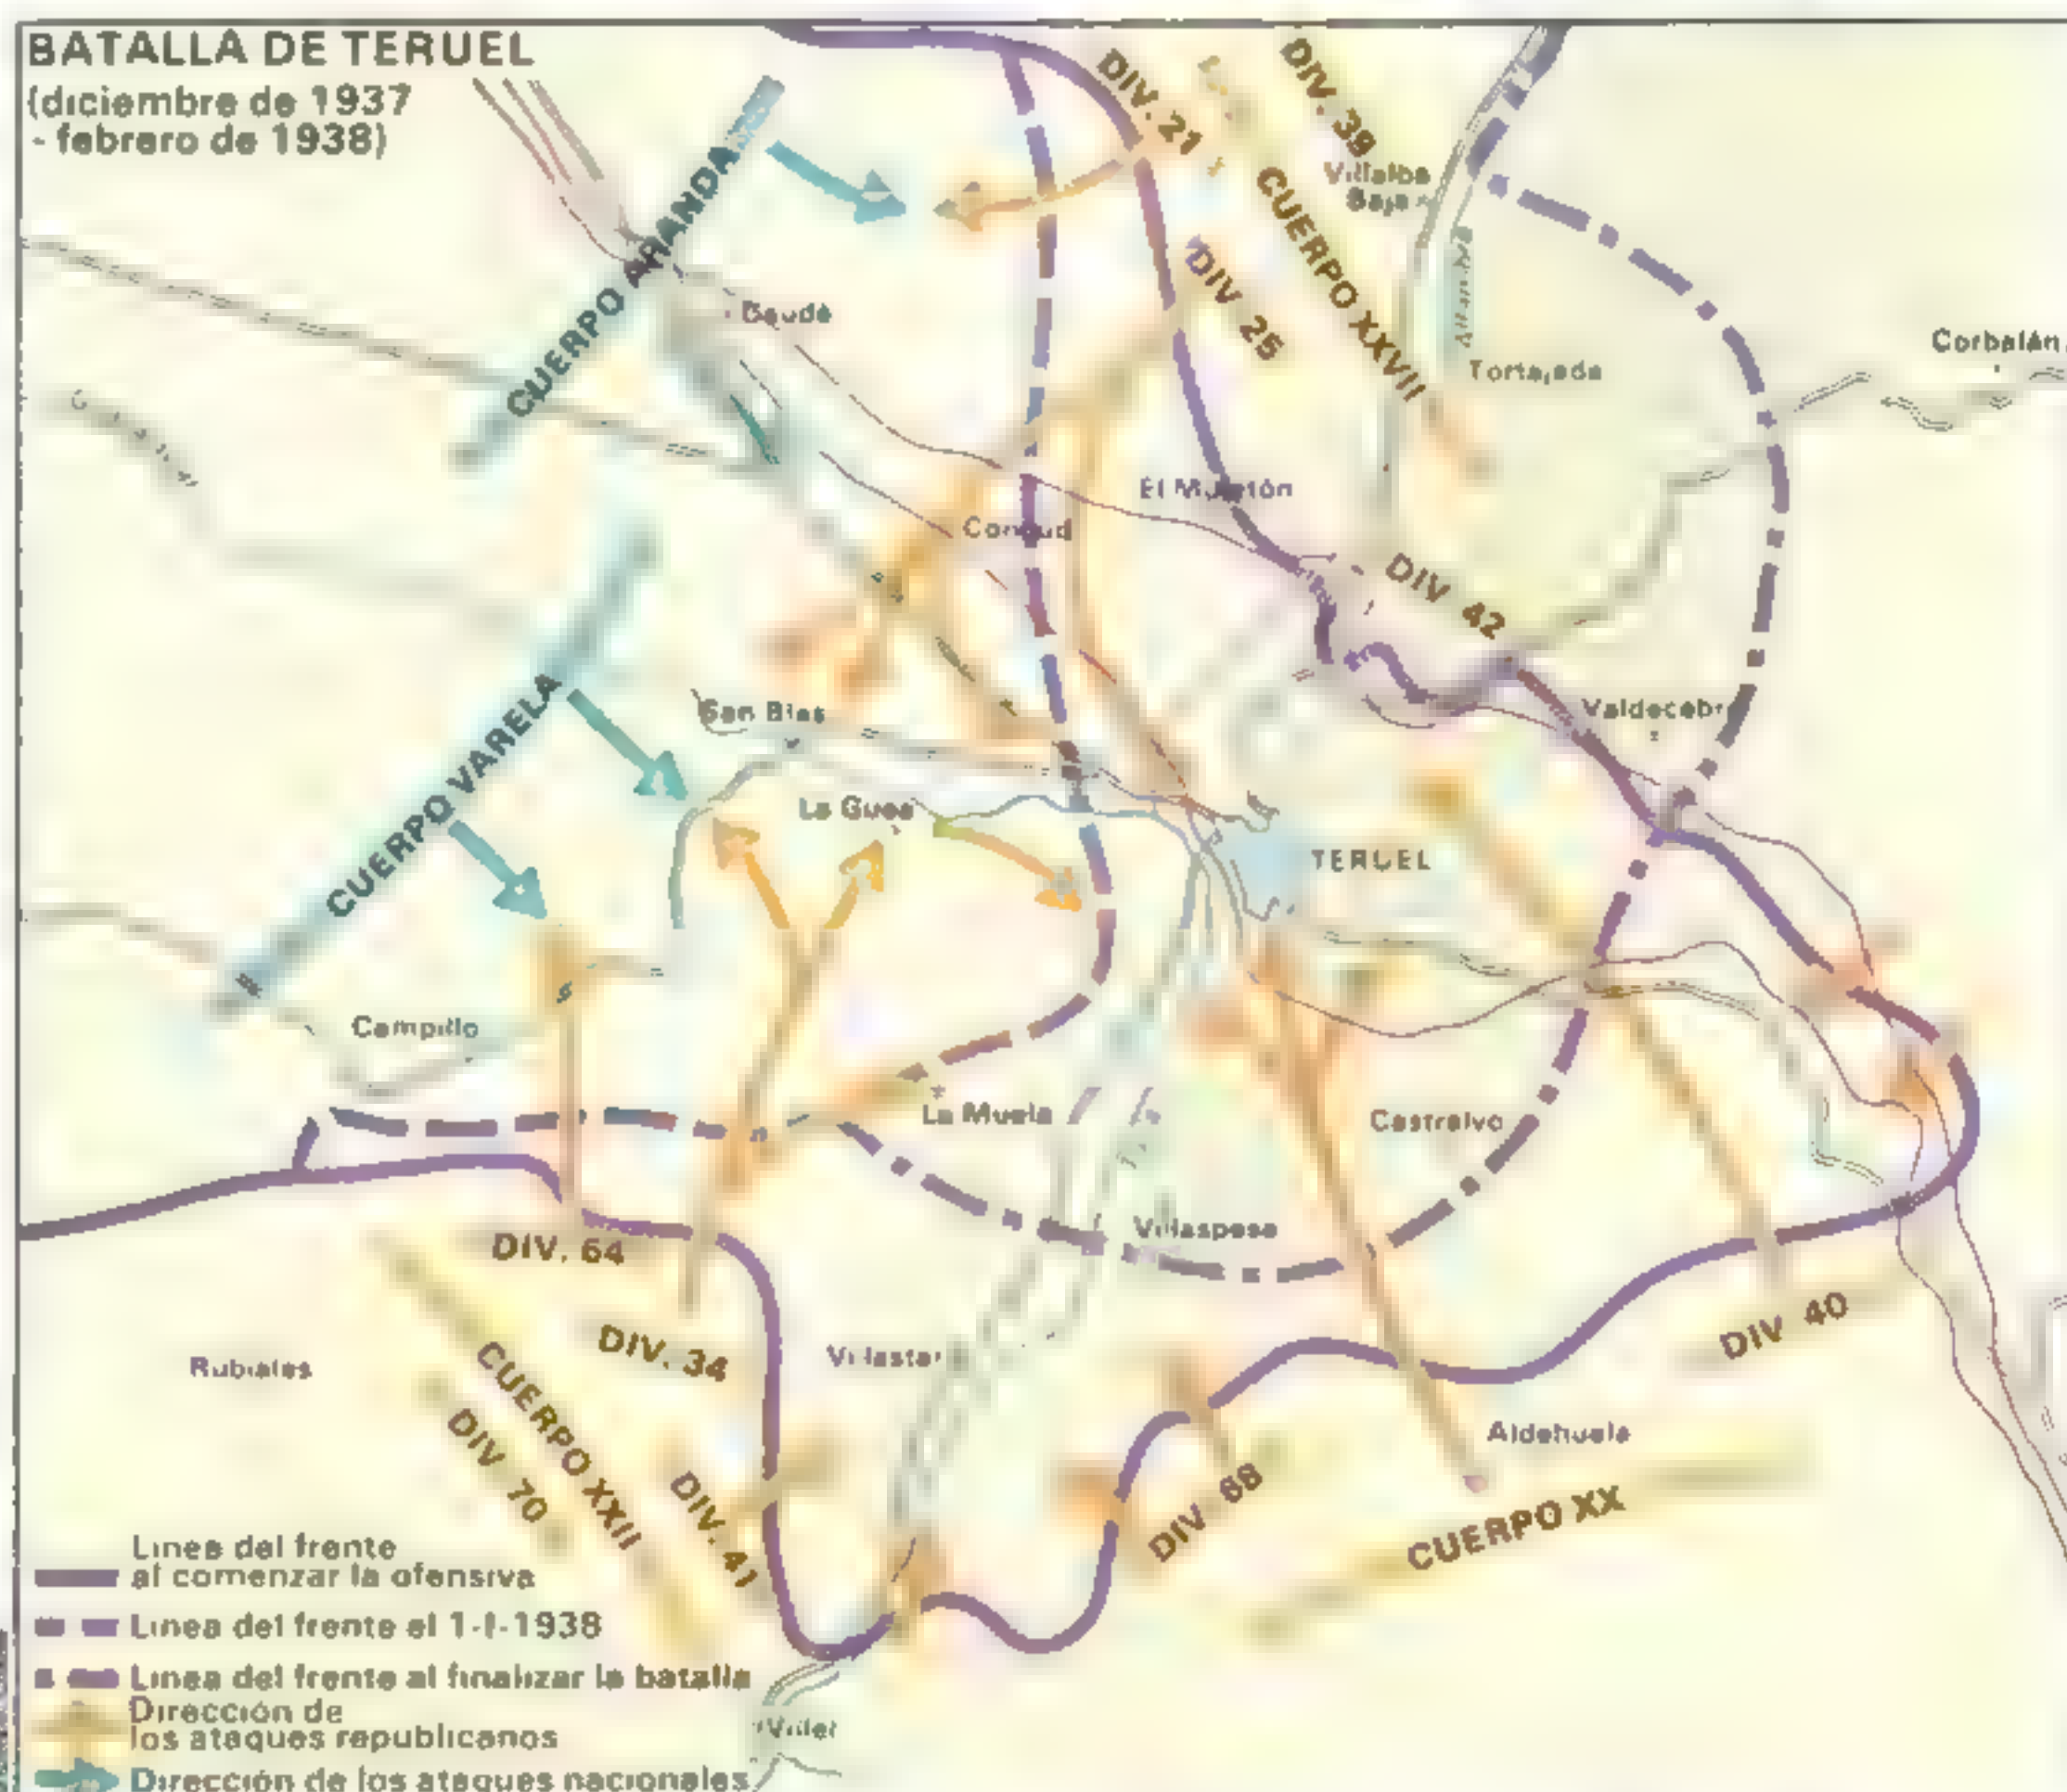 BATALLA DE TERUEL
(diciembre de 1937
- febrero de 1938)
DIV. 21
DIV. 39
CUERPO XXVII
Villalba
Baja
CUERPO ARANDA
DIV 25
Caudé
Tortajada
Corbalán
El Muletón
Concud
DIV 42
CUERPO VARELA
San Blas
Valdecebr
La Guea
TERUEL
Campillo
La Muela
Castralvo
Villaspesa
DIV. 64
DIV. 34
DIV 40
Rubiales
Villastar
CUERPO XXII
DIV 70
DIV. 41
DIV 68
Aldehuela
CUERPO XX
Linea del frente
al comenzar la ofensiva
Linea del frente el 1-I-1938
Linea del frente al finalizar la batalla
Dirección de
los ataques republicanos
Villel
Dirección de los ataques nacionales